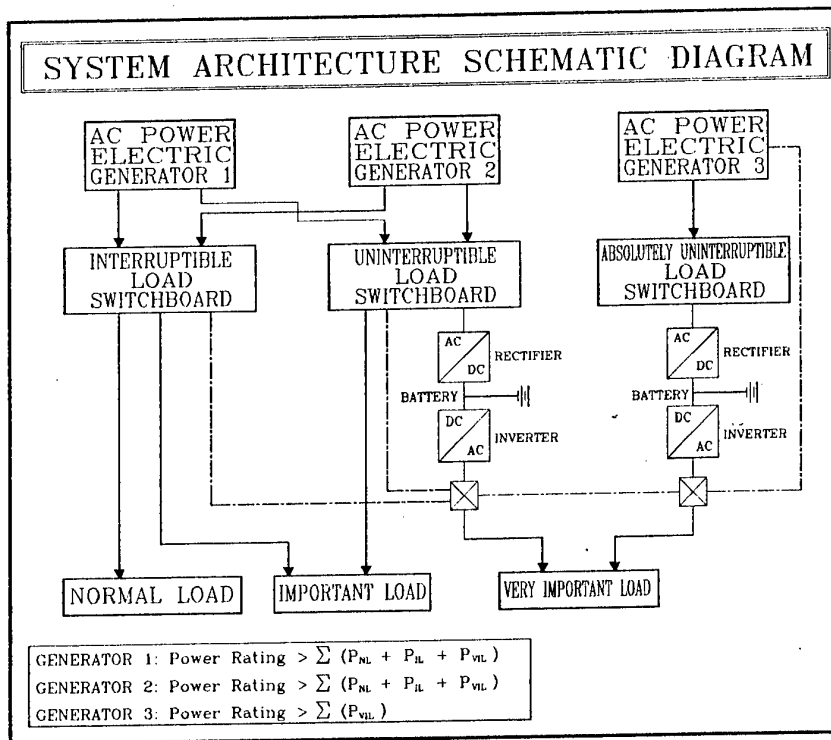 SYSTEM ARCHITECTURE SCHEMATIC DIAGRAM
AC POWER
ELECTRIC
GENERATOR 1
AC POWER
ELECTRIC
GENERATOR 2
AC POWER
ELECTRIC
GENERATOR 3
INTERRUPTIBLE
LOAD
SWITCHBOARD
UNINTERRUPTIBLE
LOAD
SWITCHBOARD
ABSOLUTELY UNINTERRUPTIBLE
LOAD
SWITCHBOARD
AC
DC
RECTIFIER
BATTERY
DC
AC
INVERTER
AC
DC
RECTIFIER
BATTERY
DC
AC
INVERTER
NORMAL LOAD
IMPORTANT LOAD
VERY IMPORTANT LOAD
GENERATOR 1: Power Rating > ∑ (P_NL + P_IL + P_VIL)
GENERATOR 2: Power Rating > ∑ (P_NL + P_IL + P_VIL)
GENERATOR 3: Power Rating > ∑ (P_VIL)